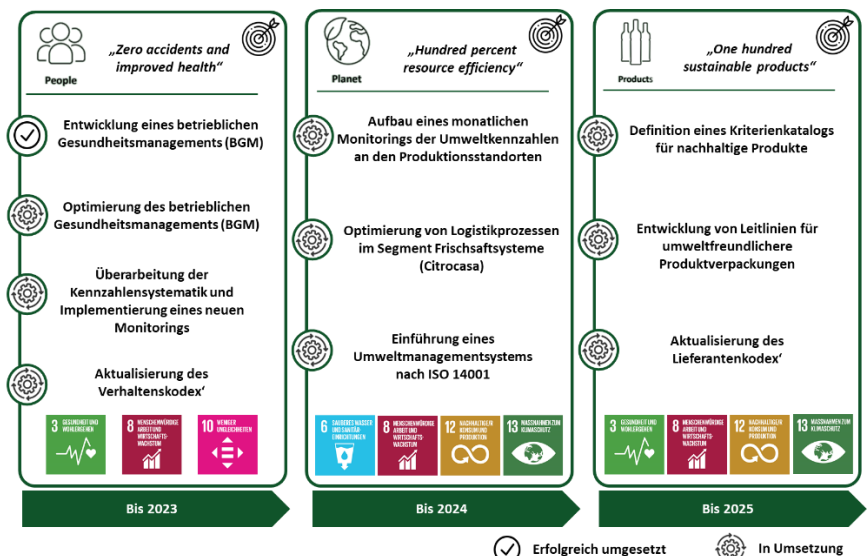 People
„Zero accidents and
improved health“
Entwicklung eines betrieblichen
Gesundheitsmanagements (BGM)
Optimierung des betrieblichen
Gesundheitsmanagements (BGM)
Überarbeitung der
Kennzahlensystematik und
Implementierung eines neuen
Monitorings
Aktualisierung des
Verhaltenskodex‘
3 GESUNDHEIT UND
WOHLERGEHEN
8 MENSCHENWÜRDIGE
ARBEIT UND
WIRTSCHAFTS-
WACHSTUM
10 WENIGER
UNGLEICHHEITEN
Bis 2023
Planet
„Hundred percent
resource efficiency“
Aufbau eines monatlichen
Monitorings der Umweltkennzahlen
an den Produktionsstandorten
Optimierung von Logistikprozessen
im Segment Frischsaftsysteme
(Citrocasa)
Einführung eines
Umweltmanagementsystems
nach ISO 14001
6 SAUBERES WASSER
UND SANITÄR-
EINRICHTUNGEN
8 MENSCHENWÜRDIGE
ARBEIT UND
WIRTSCHAFTS-
WACHSTUM
12 NACHHALTIGE/R
KONSUM UND
PRODUKTION
13 MASSNAHMEN ZUM
KLIMASCHUTZ
Bis 2024
Products
„One hundred
sustainable products“
Definition eines Kriterienkatalogs
für nachhaltige Produkte
Entwicklung von Leitlinien für
umweltfreundlichere
Produktverpackungen
Aktualisierung des
Lieferantenkodex‘
3 GESUNDHEIT UND
WOHLERGEHEN
8 MENSCHENWÜRDIGE
ARBEIT UND
WIRTSCHAFTS-
WACHSTUM
12 NACHHALTIGE/R
KONSUM UND
PRODUKTION
13 MASSNAHMEN ZUM
KLIMASCHUTZ
Bis 2025
Erfolgreich umgesetzt
In Umsetzung